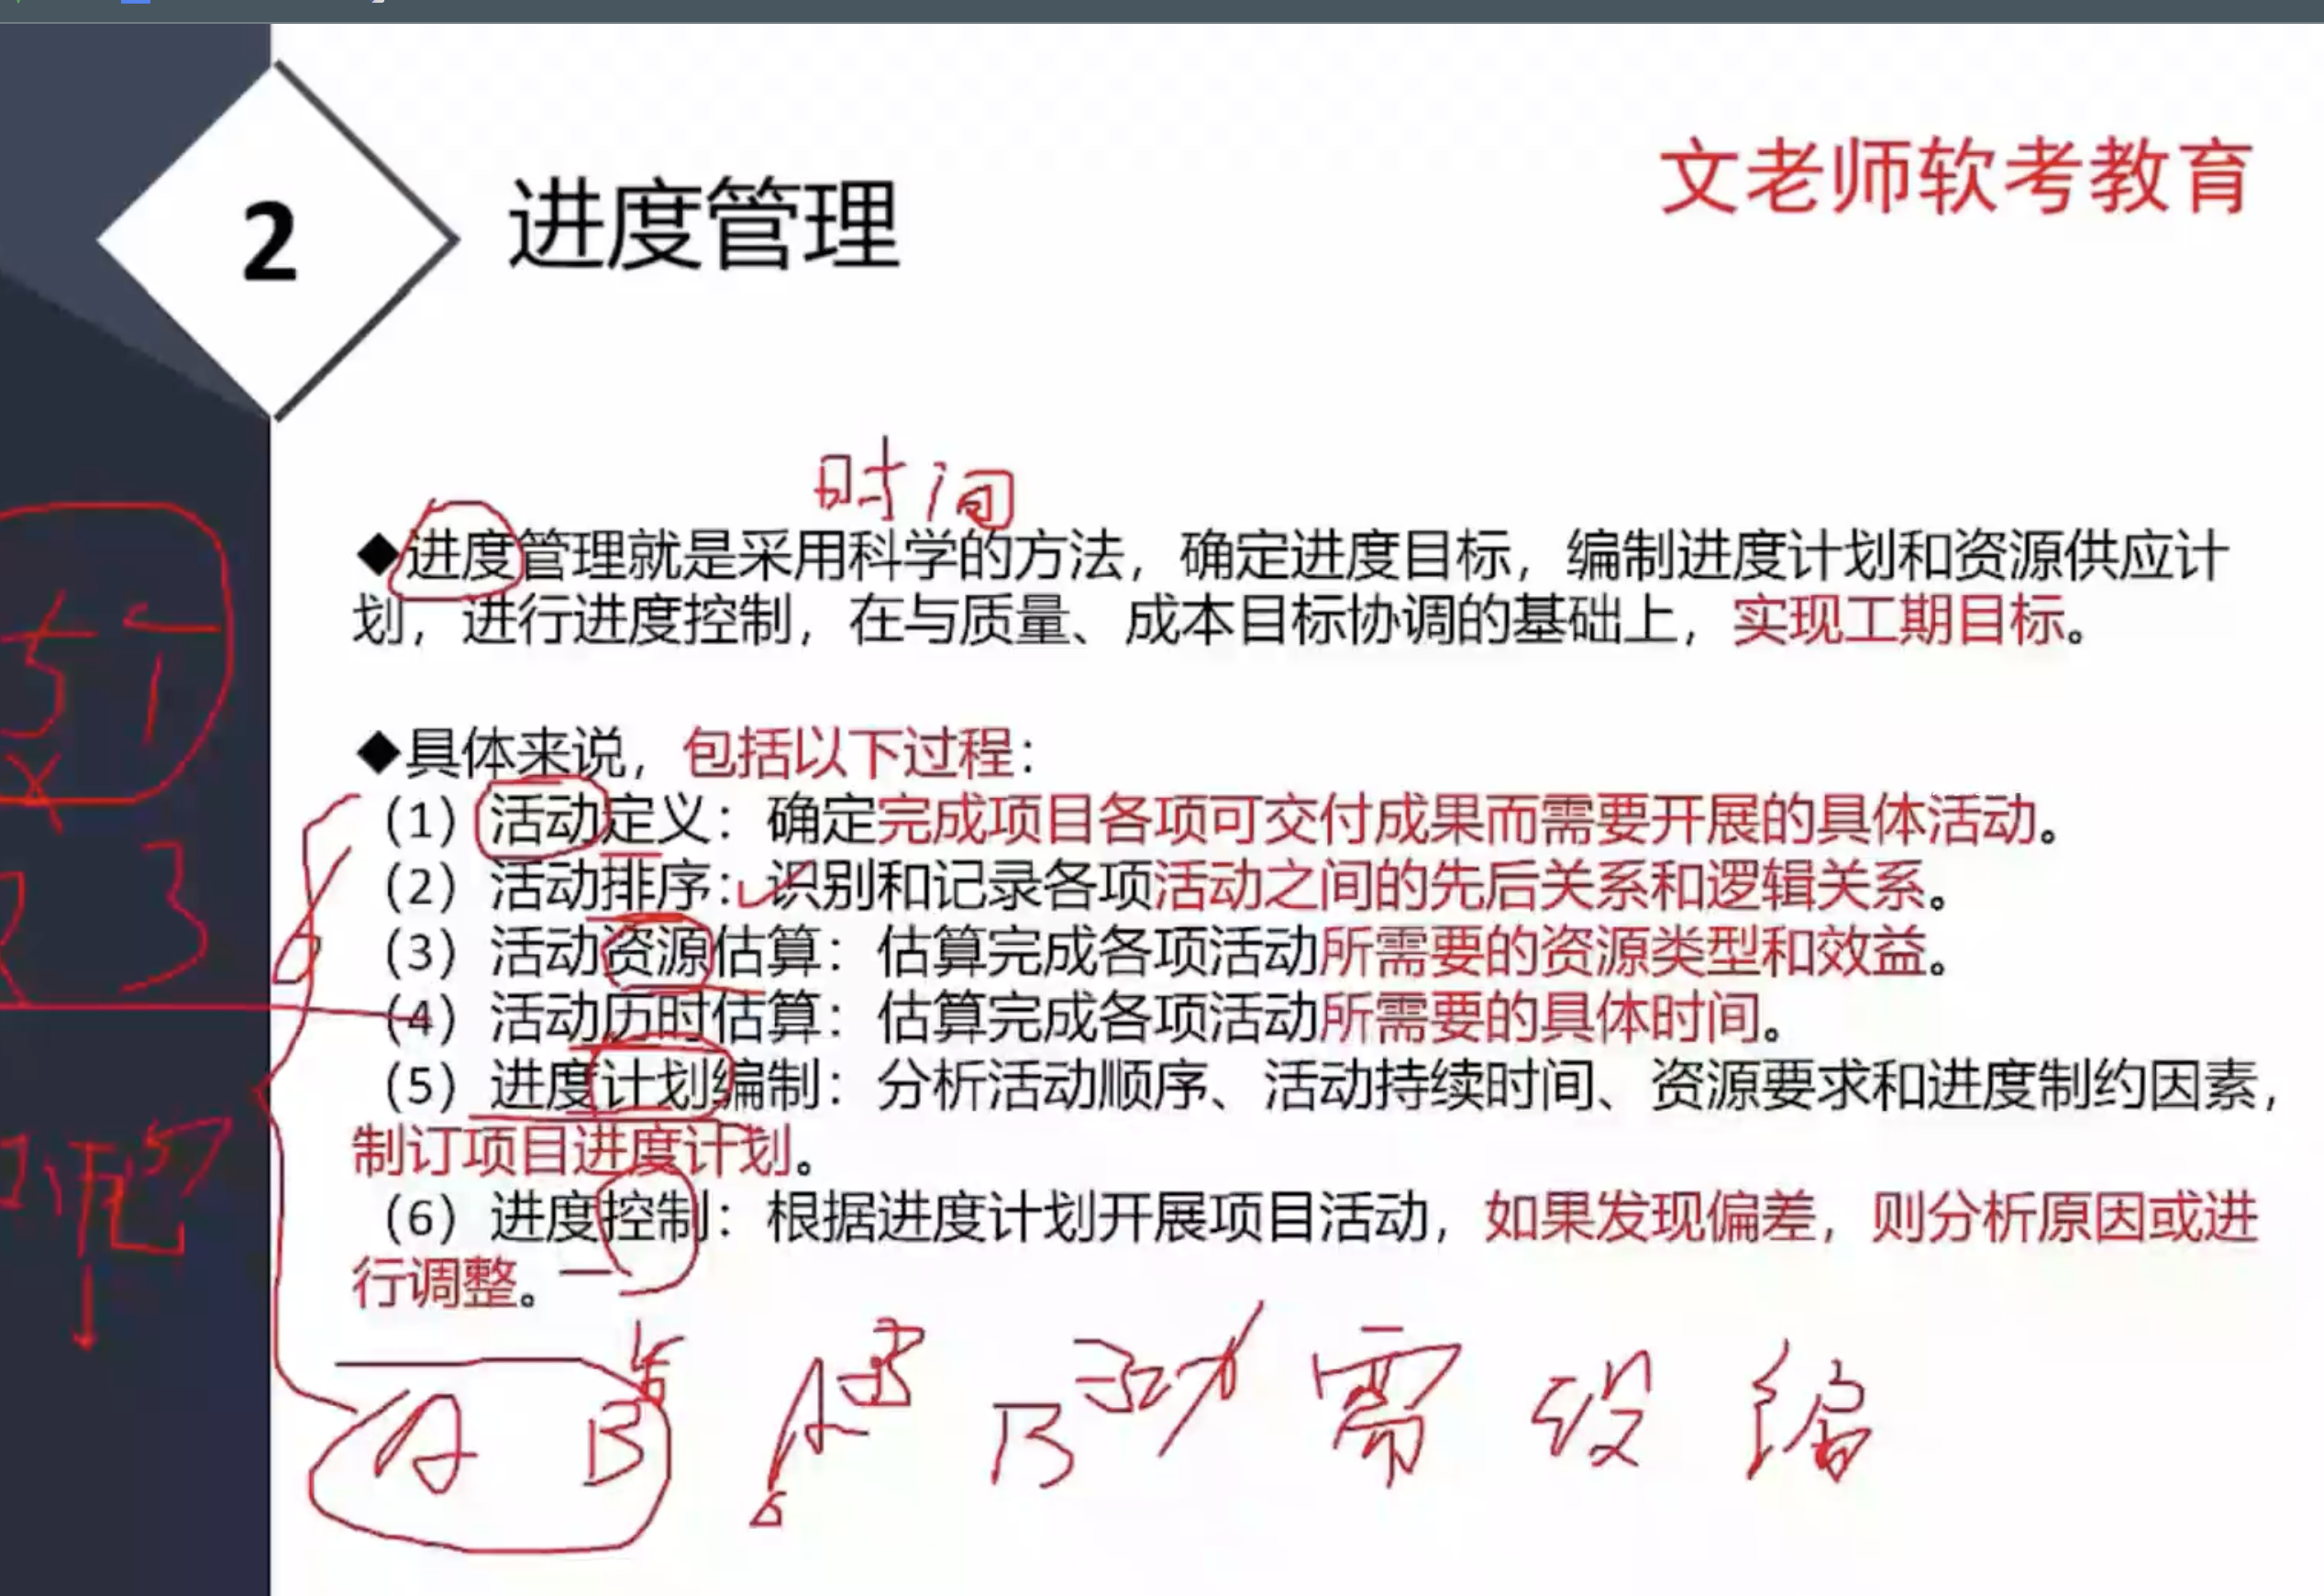 2
进度管理
文老师软考教育
时间
◆进度管理就是采用科学的方法，确定进度目标，编制进度计划和资源供应计
划，进行进度控制，在与质量、成本目标协调的基础上，实现工期目标。
◆具体来说，包括以下过程：
（1）活动定义：确定完成项目各项可交付成果而需要开展的具体活动。
（2）活动排序：识别和记录各项活动之间的先后关系和逻辑关系。
（3）活动资源估算：估算完成各项活动所需要的资源类型和效益。
（4）活动历时估算：估算完成各项活动所需要的具体时间。
（5）进度计划编制：分析活动顺序、活动持续时间、资源要求和进度制约因素，
制订项目进度计划。
（6）进度控制：根据进度计划开展项目活动，如果发现偏差，则分析原因或进
行调整。
A B A B 需 设 编